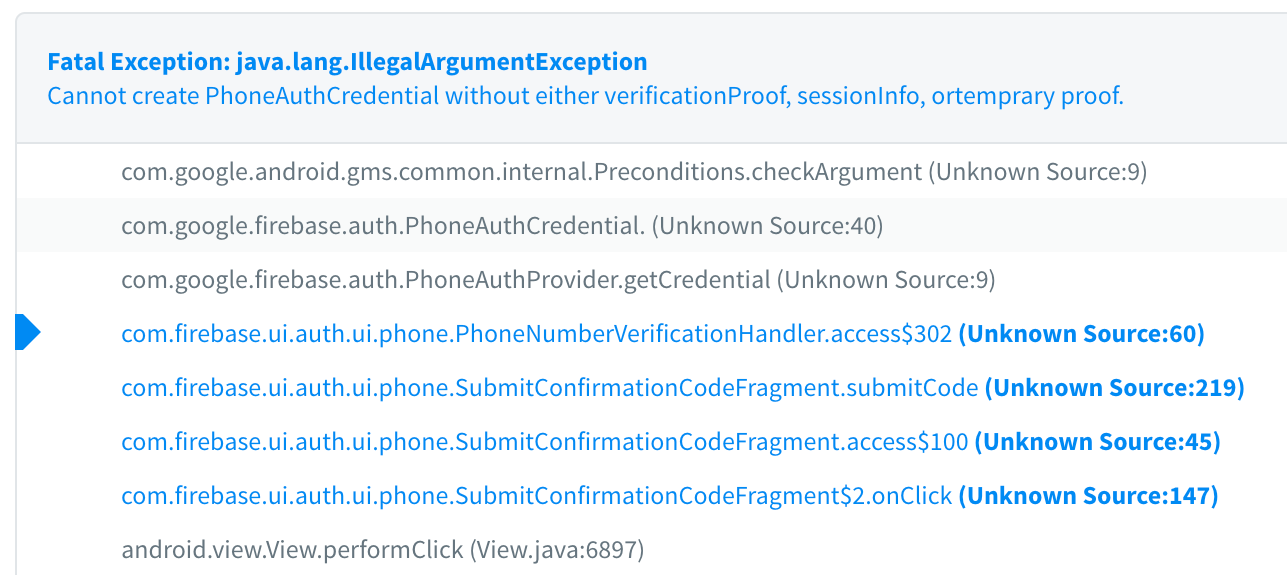 Fatal Exception: java.lang.IllegalArgumentException
Cannot create PhoneAuthCredential without either verificationProof, sessionInfo, ortemprary proof.
com.google.android.gms.common.internal.Preconditions.checkArgument (Unknown Source:9)
com.google.firebase.auth.PhoneAuthCredential. (Unknown Source:40)
com.google.firebase.auth.PhoneAuthProvider.getCredential (Unknown Source:9)
com.firebase.ui.auth.ui.phone.PhoneNumberVerificationHandler.access$302 (Unknown Source:60)
com.firebase.ui.auth.ui.phone.SubmitConfirmationCodeFragment.submitCode (Unknown Source:219)
com.firebase.ui.auth.ui.phone.SubmitConfirmationCodeFragment.access$100 (Unknown Source:45)
com.firebase.ui.auth.ui.phone.SubmitConfirmationCodeFragment$2.onClick (Unknown Source:147)
android.view.View.performClick (View.java:6897)